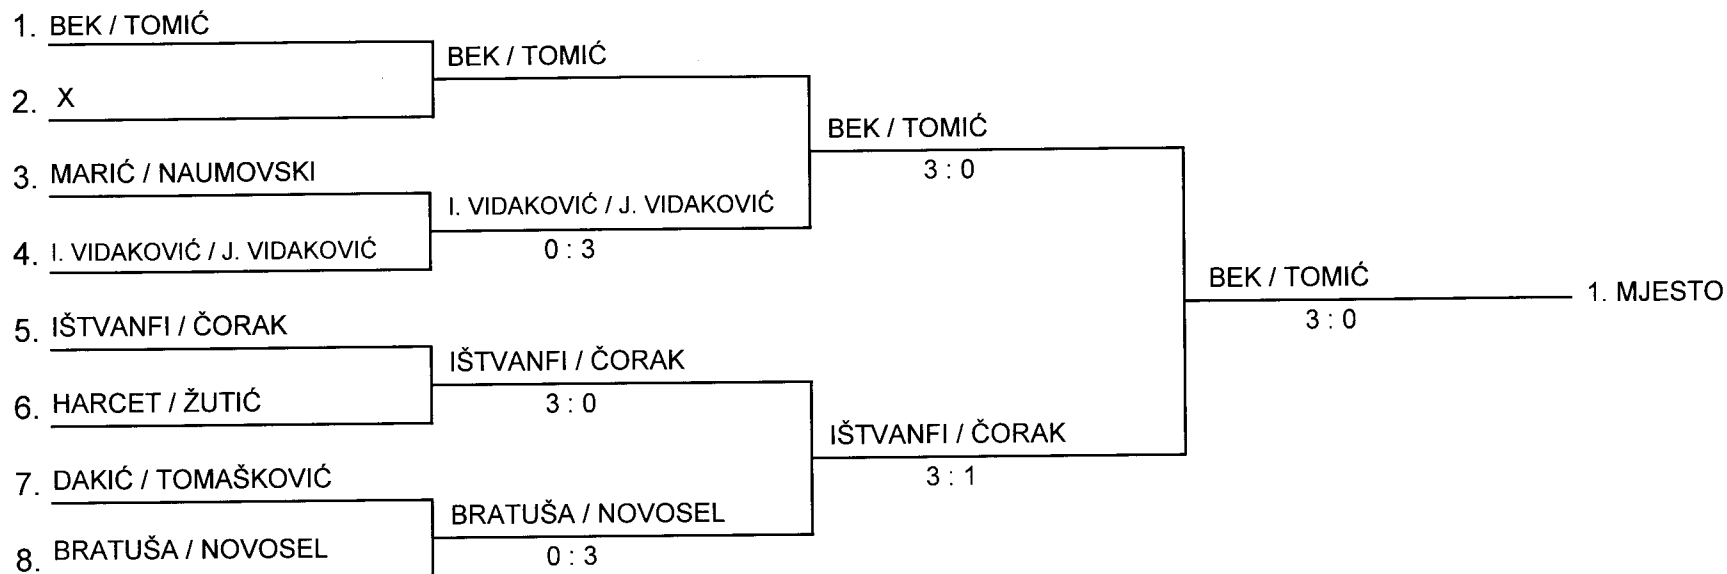 1. BEK / TOMIĆ
BEK / TOMIĆ
2. X
BEK / TOMIĆ
3 : 0
3. MARIĆ / NAUMOVSKI
I. VIDAKOVIĆ / J. VIDAKOVIĆ
0 : 3
4. I. VIDAKOVIĆ / J. VIDAKOVIĆ
BEK / TOMIĆ
3 : 0
1. MJESTO
5. IŠTVANFI / ČORAK
IŠTVANFI / ČORAK
3 : 0
6. HARCET / ŽUTIĆ
IŠTVANFI / ČORAK
3 : 1
7. DAKIĆ / TOMAŠKOVIĆ
BRATUŠA / NOVOSEL
0 : 3
8. BRATUŠA / NOVOSEL